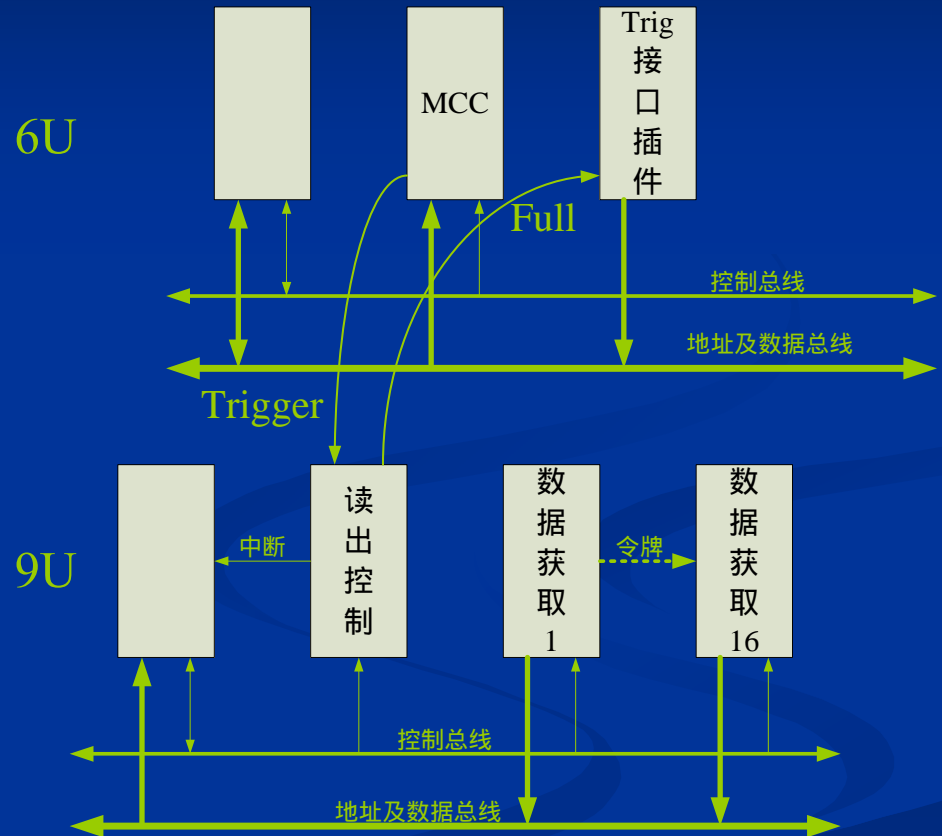 6U
MCC
Trig
接
口
插
件
Full
控制总线
地址及数据总线
Trigger
9U
中断
读
出
控
制
数
据
获
取
1
令牌
数
据
获
取
16
控制总线
地址及数据总线